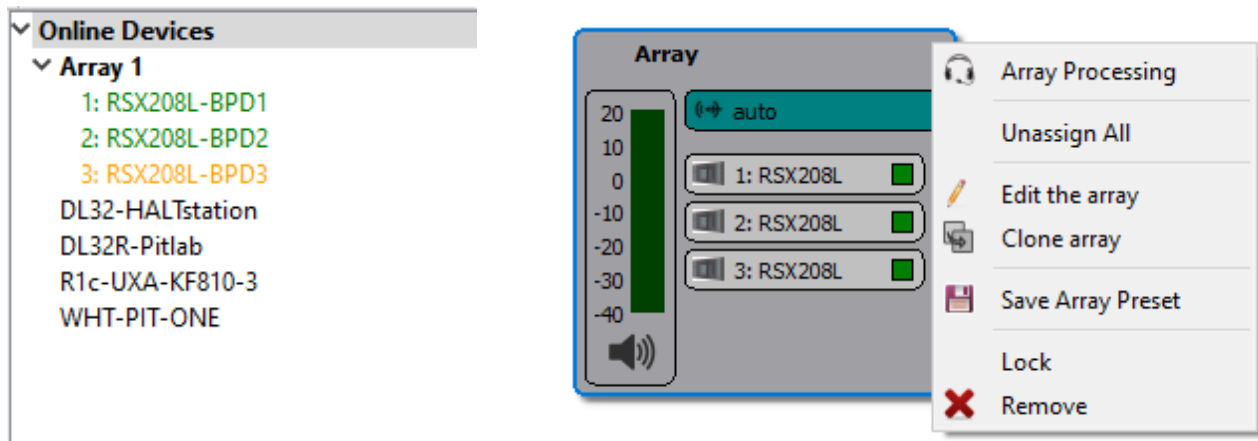 Online Devices
Array 1
1: RSX208L-BPD1
2: RSX208L-BPD2
3: RSX208L-BPD3
DL32-HALTstation
DL32R-Pitlab
R1c-UXA-KF810-3
WHT-PIT-ONE
Array
20
10
0
-10
-20
-30
-40
auto
1: RSX208L
2: RSX208L
3: RSX208L
Array Processing
Unassign All
Edit the array
Clone array
Save Array Preset
Lock
Remove